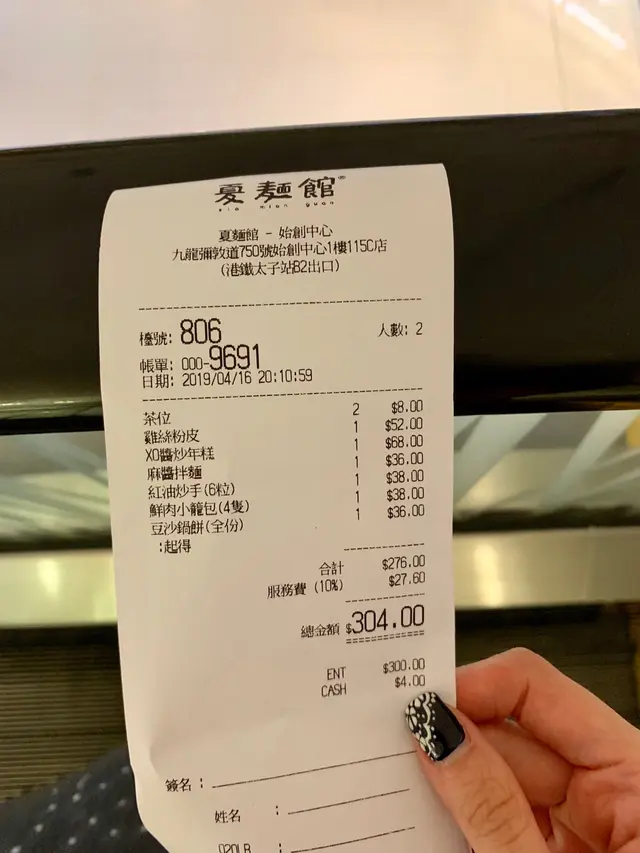 夏麵館®
xia mian guan
夏麵館 - 始創中心
九龍彌敦道750號始創中心1樓115C店
(港鐵太子站B2出口)
檯號: 806 人數: 2
帳單: 000-9691
日期: 2019/04/16 20:10:59
茶位 2 $8.00
雞絲粉皮 1 $52.00
XO醬炒年糕 1 $68.00
麻醬拌麵 1 $36.00
紅油炒手(6粒) 1 $38.00
鮮肉小籠包(4隻) 1 $38.00
豆沙鍋餅(全份) 1 $36.00
:起得
合計 $276.00
服務費 (10%) $27.60
總金額 $304.00
ENT $300.00
CASH $4.00
簽名 :
姓名 :